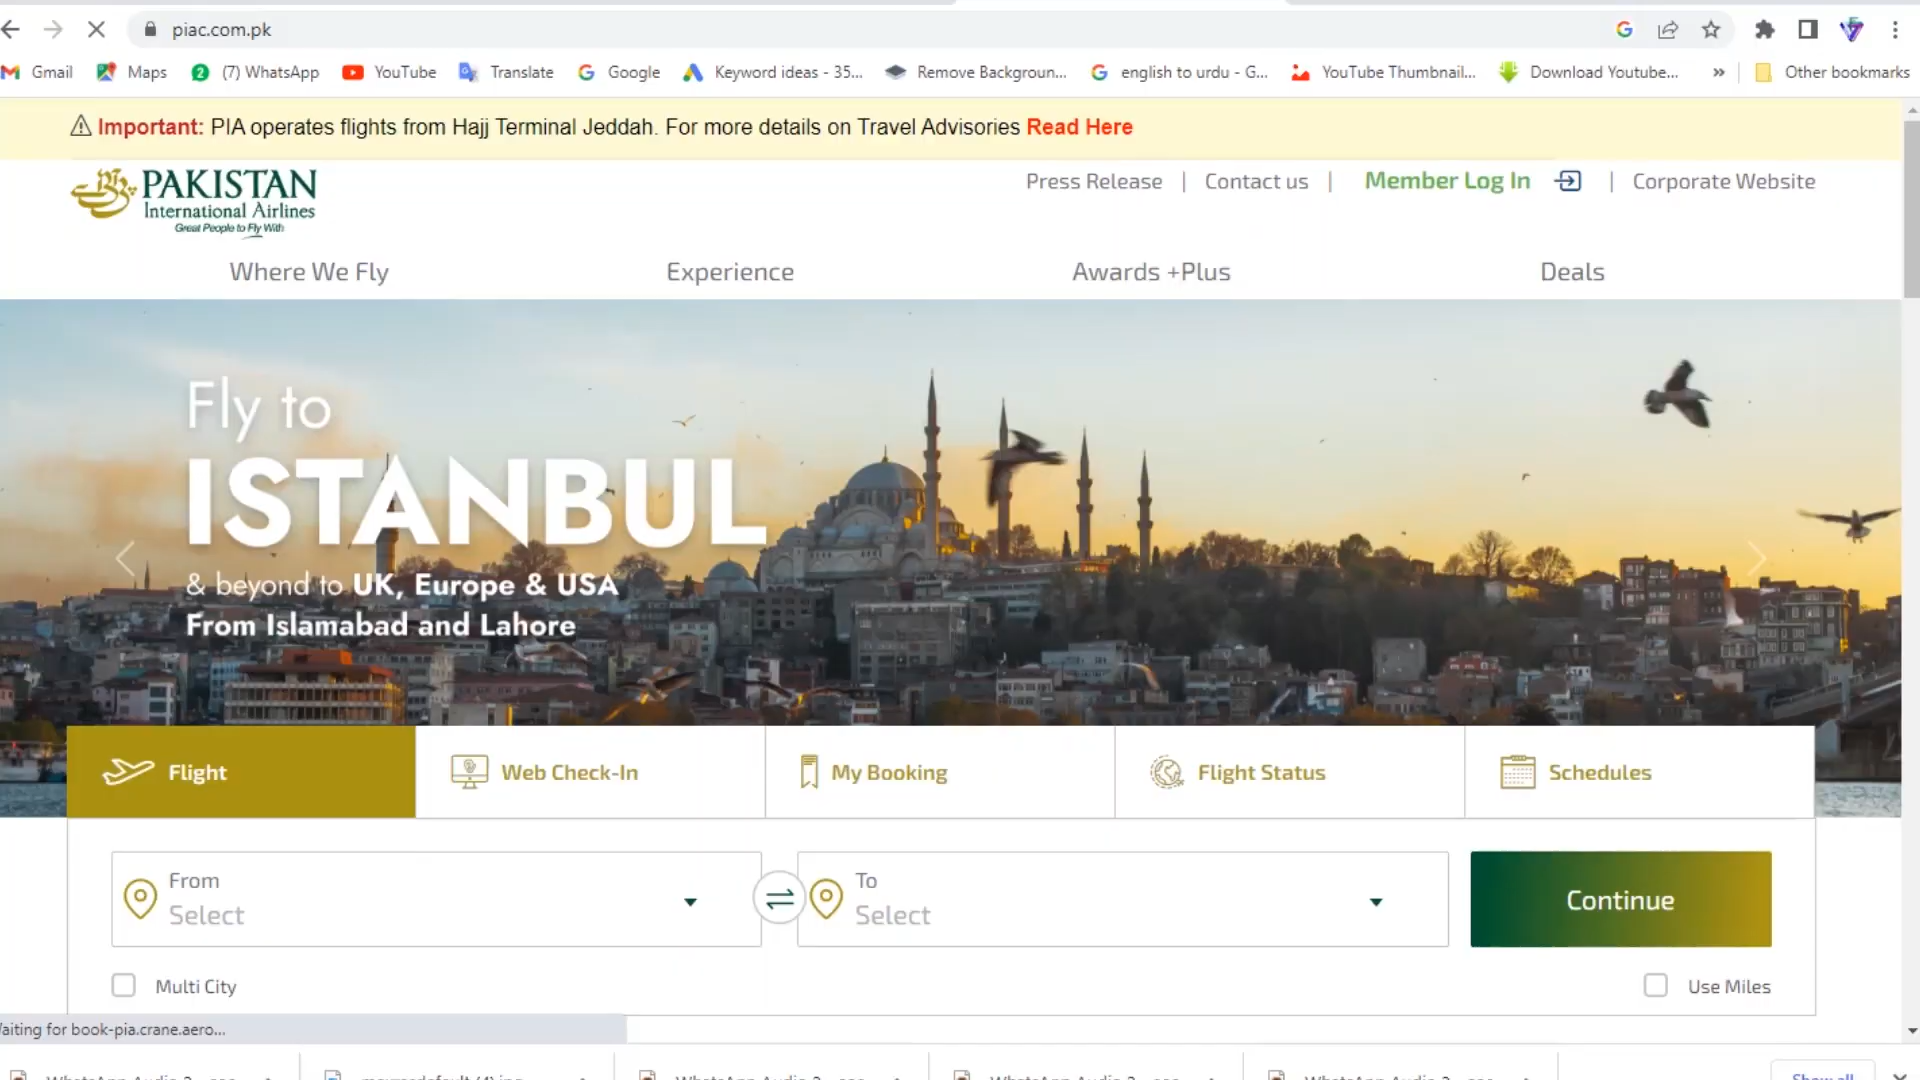 piac.com.pk
Gmail Maps (7) WhatsApp YouTube Translate Google Keyword ideas - 35... Remove Backgroun... english to urdu - G... YouTube Thumbnail... Download Youtube... » Other bookmarks
Important: PIA operates flights from Hajj Terminal Jeddah. For more details on Travel Advisories Read Here
PAKISTAN
International Airlines
Great People to Fly With
Press Release | Contact us | Member Log In | Corporate Website
Where We Fly Experience Awards +Plus Deals
Fly to
ISTANBUL
& beyond to UK, Europe & USA
From Islamabad and Lahore
Flight Web Check-In My Booking Flight Status Schedules
From
Select
To
Select
Continue
Multi City Use Miles
aiting for book-pia.crane.aero...